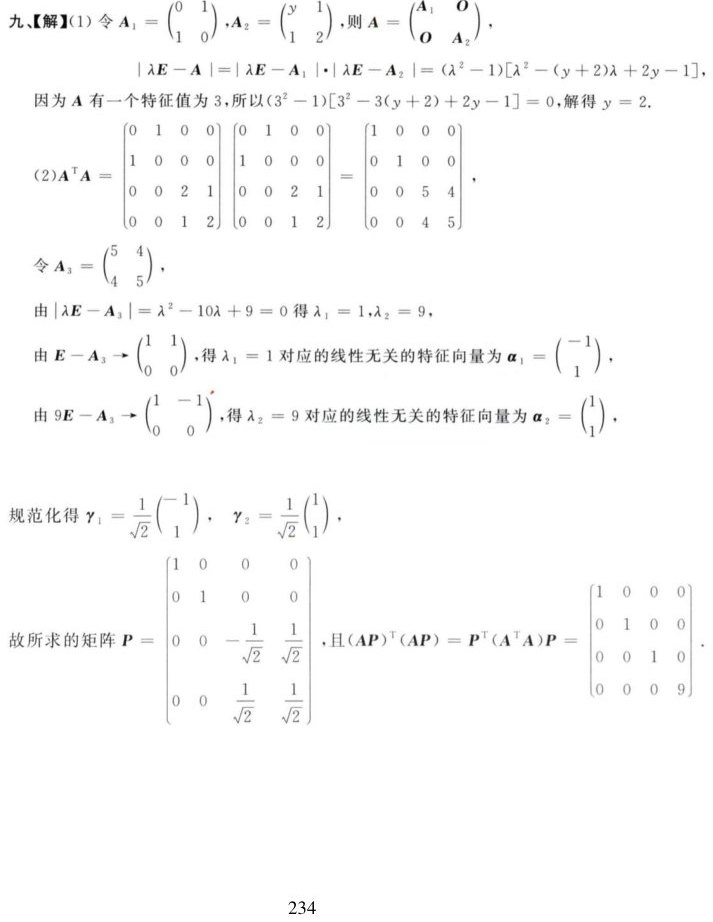 九、【解】(1) 令 A₁ = (0 1; 1 0), A₂ = (y 1; 1 2), 则 A = (A₁ O; O A₂),
| λE − A | = | λE − A₁ | · | λE − A₂ | = (λ² − 1)[λ² − (y + 2)λ + 2y − 1],
因为 A 有一个特征值为 3,所以(3² − 1)[3² − 3(y + 2) + 2y − 1] = 0,解得 y = 2.
(2) AᵀA = (0 1 0 0; 1 0 0 0; 0 0 2 1; 0 0 1 2) (0 1 0 0; 1 0 0 0; 0 0 2 1; 0 0 1 2) = (1 0 0 0; 0 1 0 0; 0 0 5 4; 0 0 4 5),
令 A₃ = (5 4; 4 5),
由 | λE − A₃ | = λ² − 10λ + 9 = 0 得 λ₁ = 1,λ₂ = 9,
由 E − A₃ → (1 1; 0 0),得 λ₁ = 1 对应的线性无关的特征向量为 α₁ = (−1; 1),
由 9E − A₃ → (1 −1; 0 0),得 λ₂ = 9 对应的线性无关的特征向量为 α₂ = (1; 1),
规范化得 γ₁ = 1/√2 (−1; 1), γ₂ = 1/√2 (1; 1),
故所求的矩阵 P = (1 0 0 0; 0 1 0 0; 0 0 −1/√2 1/√2; 0 0 1/√2 1/√2),且(AP)ᵀ(AP) = Pᵀ(AᵀA)P = (1 0 0 0; 0 1 0 0; 0 0 1 0; 0 0 0 9).
234